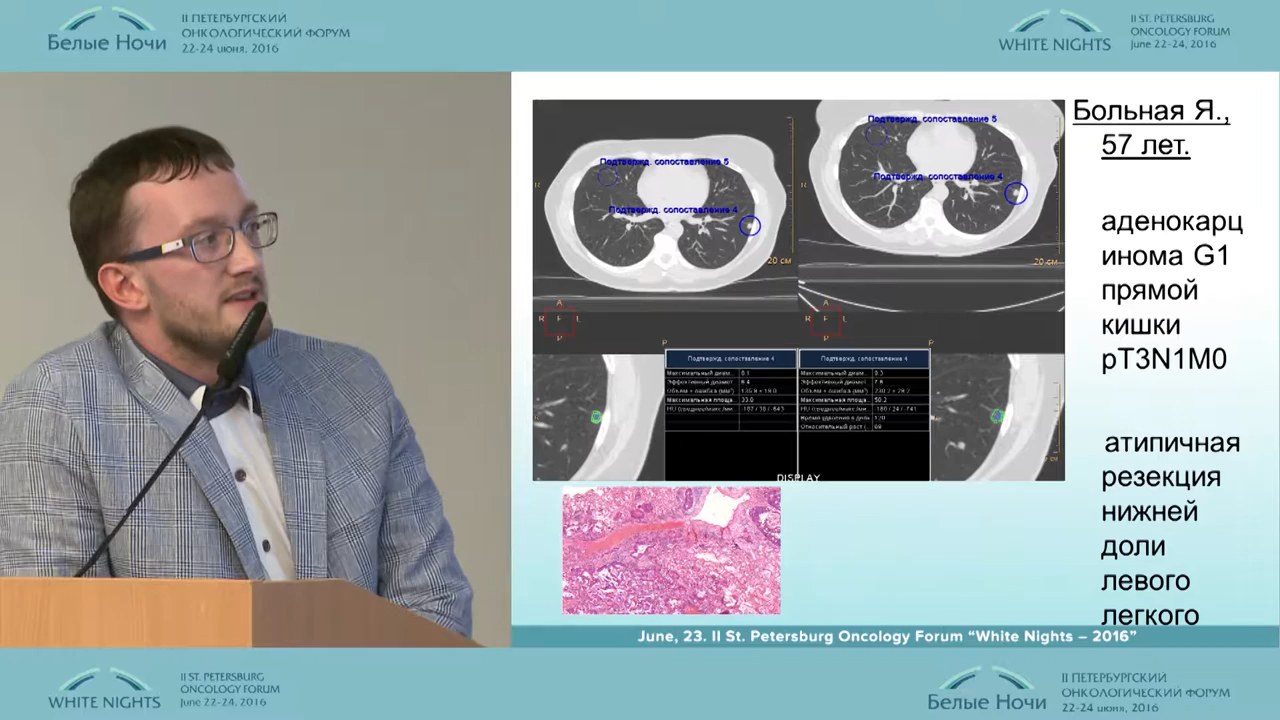 Белые Ночи
II ПЕТЕРБУРГСКИЙ
ОНКОЛОГИЧЕСКИЙ ФОРУМ
22-24 июня, 2016
WHITE NIGHTS
II ST. PETERSBURG
ONCOLOGY FORUM
June 22-24, 2016
Подтвержд. сопоставление 5
Подтвержд. сопоставление 4
20 см
Подтвержд. сопоставление 5
Подтвержд. сопоставление 4
20 см
A
R F L
P
A
R F L
P
Подтвержд. сопоставление 4
Подтвержд. сопоставление 4
DISPLAY
Больная Я.,
57 лет.
аденокарц
инома G1
прямой
кишки
pT3N1M0
атипичная
резекция
нижней
доли
левого
легкого
June, 23. II St. Petersburg Oncology Forum “White Nights – 2016”
WHITE NIGHTS
II ST. PETERSBURG
ONCOLOGY FORUM
June 22-24, 2016
Белые Ночи
II ПЕТЕРБУРГСКИЙ
ОНКОЛОГИЧЕСКИЙ ФОРУМ
22-24 июня, 2016